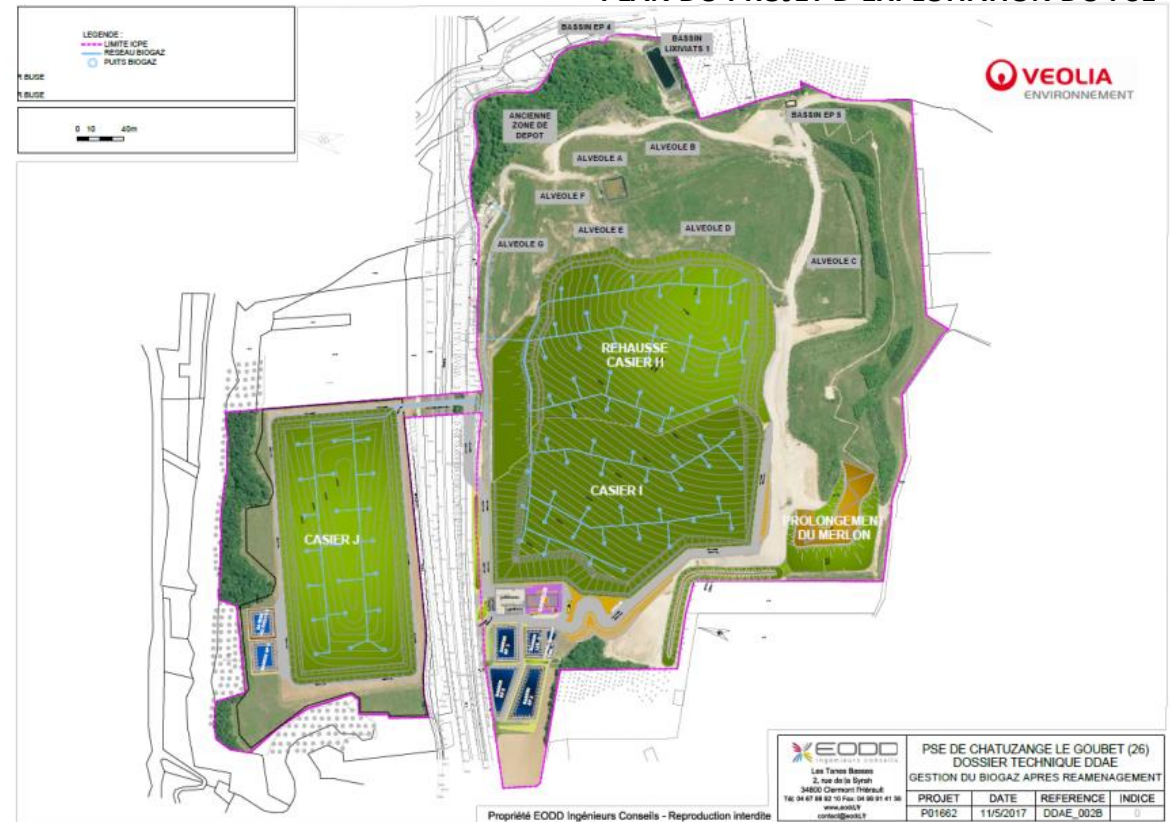 LEGENDE :
LIMITE ICPE
RESEAU BIOGAZ
PUITS BIOGAZ
R BUSE
R BUSE
0 10 40m
BASSIN EP 4
BASSIN
LIXIVIATS 1
VEOLIA
ENVIRONNEMENT
ANCIENNE
ZONE DE
DEPOT
BASSIN EP 5
ALVEOLE B
ALVEOLE A
ALVEOLE F
ALVEOLE E
ALVEOLE D
ALVEOLE G
ALVEOLE C
REHAUSSE
CASIER H
CASIER I
CASIER J
PROLONGEMENT
DU MERLON
EODD
ingénieurs conseils
Les Tanes Basses
2, rue de la Syrah
34800 Clermont l'Hérault
www.eodd.fr
contact@eodd.fr
PSE DE CHATUZANGE LE GOUBET (26)
DOSSIER TECHNIQUE DDAE
GESTION DU BIOGAZ APRES REAMENAGEMENT
PROJET DATE REFERENCE INDICE
P01662 11/5/2017 DDAE_002B 0
Propriété EODD Ingénieurs Conseils - Reproduction interdite